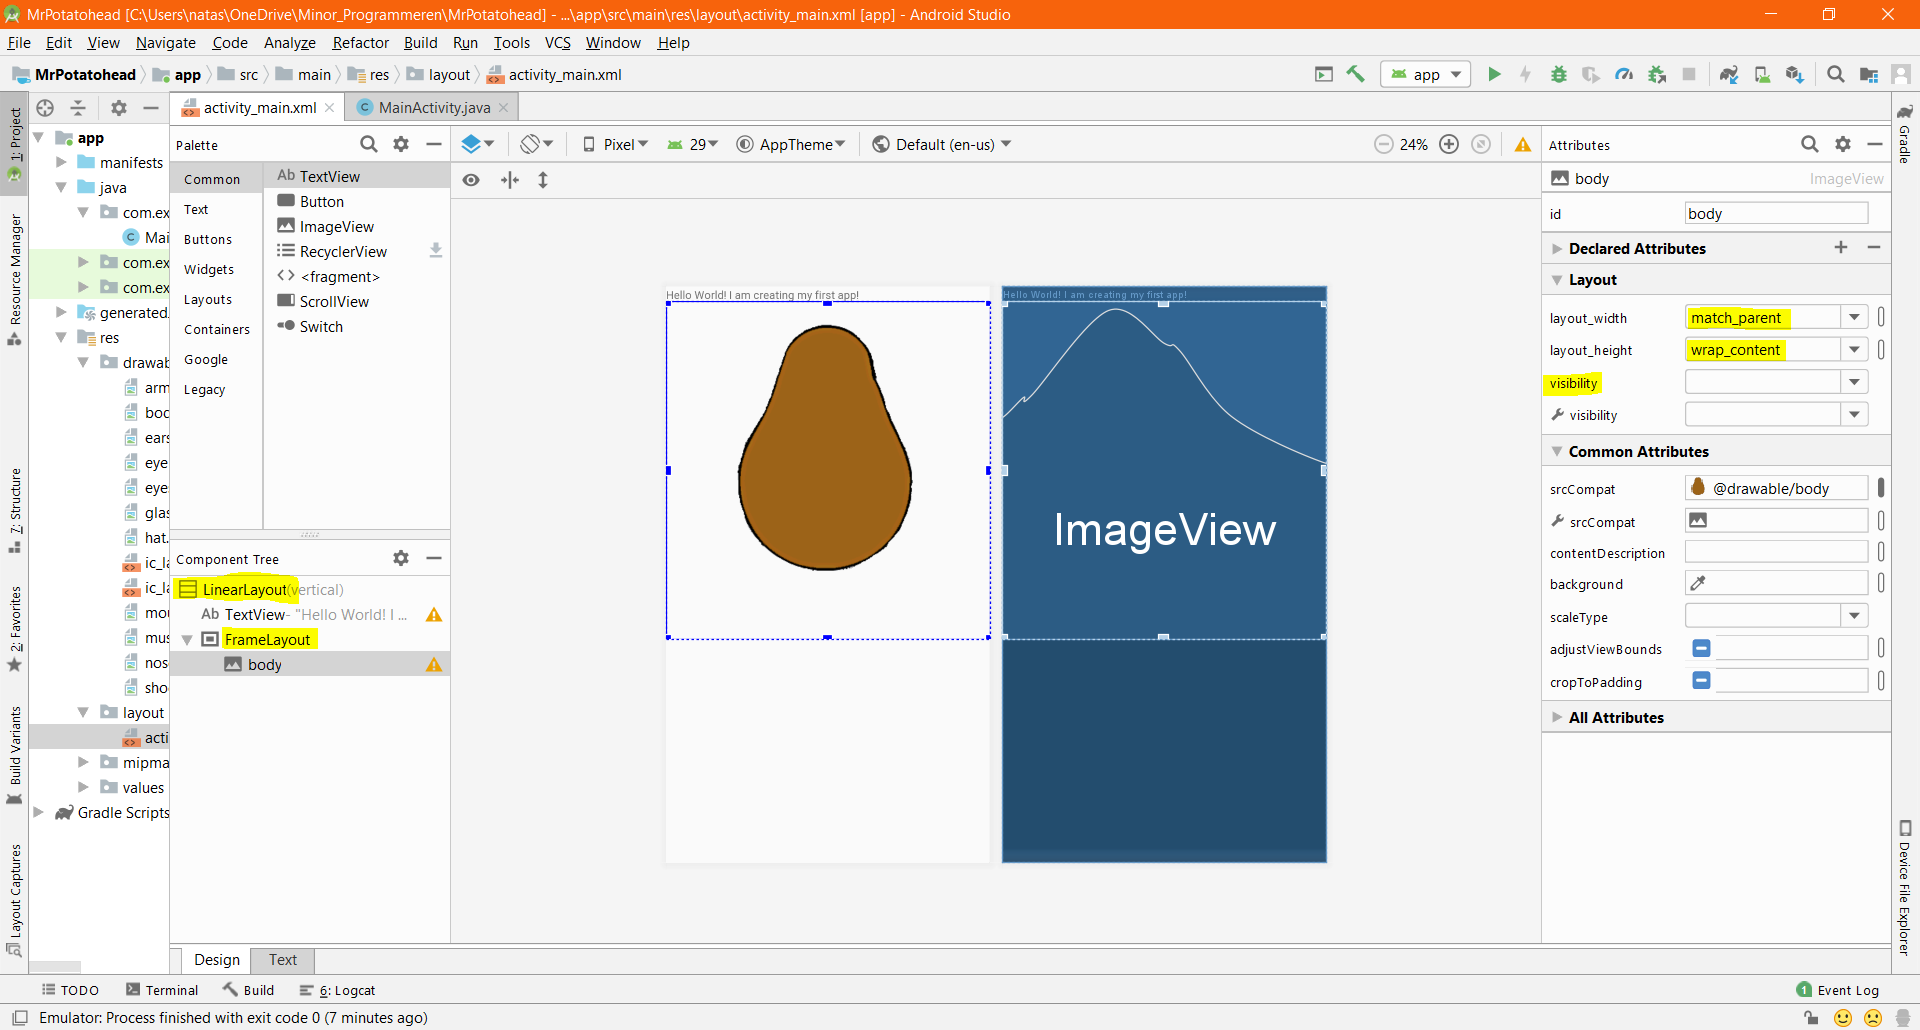 MrPotatohead [C:\Users\natas\OneDrive\Minor_Programmeren\MrPotatohead] - ...\app\src\main\res\layout\activity_main.xml [app] - Android Studio
File Edit View Navigate Code Analyze Refactor Build Run Tools VCS Window Help
MrPotatohead app src main res layout activity_main.xml
app
1: Project
Resource Manager
7: Structure
2: Favorites
Build Variants
Layout Captures
app
manifests
java
com.ex
Mai
com.ex
com.ex
generated.
res
drawab
arm
boc
ears
eye
eye:
glas
hat.
ic_la
ic_la
mou
mus
nose
sho
layout
acti
mipma
values
Gradle Scripts
activity_main.xml
MainActivity.java
Palette
Common
Text
Buttons
Widgets
Layouts
Containers
Google
Legacy
Ab TextView
Button
ImageView
RecyclerView
<> <fragment>
ScrollView
Switch
Component Tree
LinearLayout(vertical)
Ab TextView- "Hello World! I ...
FrameLayout
body
Pixel 29 AppTheme Default (en-us) 24%
Hello World! I am creating my first app!
Hello World! I am creating my first app!
ImageView
Attributes
body ImageView
id body
Declared Attributes
Layout
layout_width match_parent
layout_height wrap_content
visibility
visibility
Common Attributes
srcCompat @drawable/body
srcCompat
contentDescription
background
scaleType
adjustViewBounds
cropToPadding
All Attributes
Gradle
Device File Explorer
Design Text
TODO Terminal Build 6: Logcat
1 Event Log
Emulator: Process finished with exit code 0 (7 minutes ago)